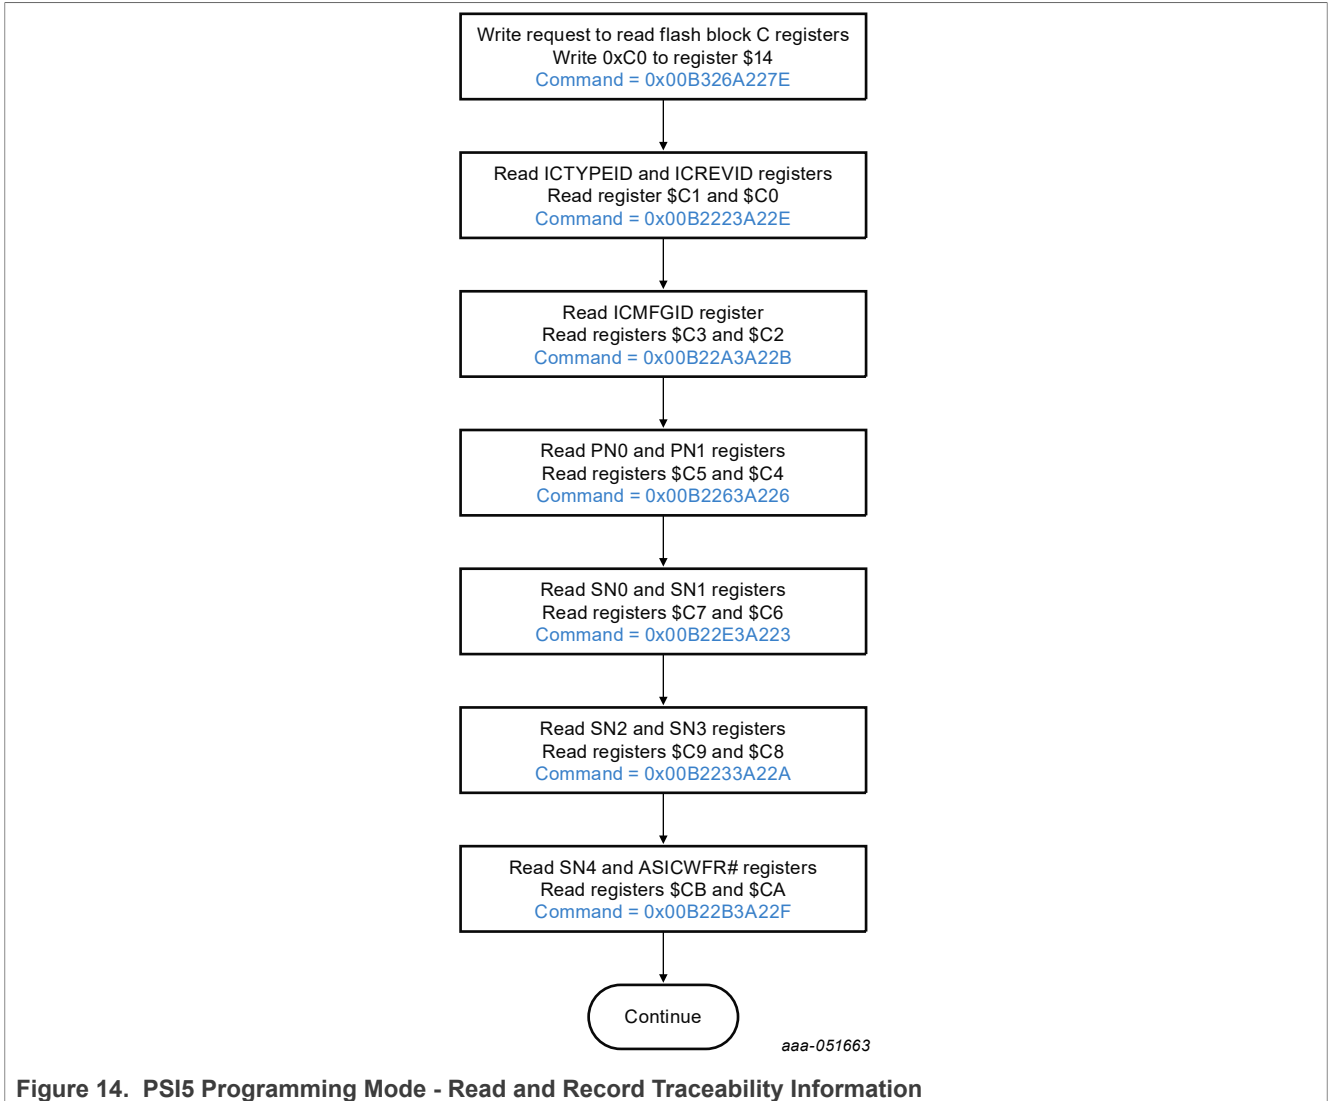 Write request to read flash block C registers
Write 0xC0 to register $14
Command = 0x00B326A227E
Read ICTYPEID and ICREVID registers
Read register $C1 and $C0
Command = 0x00B2223A22E
Read ICMFGID register
Read registers $C3 and $C2
Command = 0x00B22A3A22B
Read PN0 and PN1 registers
Read registers $C5 and $C4
Command = 0x00B2263A226
Read SN0 and SN1 registers
Read registers $C7 and $C6
Command = 0x00B22E3A223
Read SN2 and SN3 registers
Read registers $C9 and $C8
Command = 0x00B2233A22A
Read SN4 and ASICWFR# registers
Read registers $CB and $CA
Command = 0x00B22B3A22F
Continue
aaa-051663
Figure 14. PSI5 Programming Mode - Read and Record Traceability Information